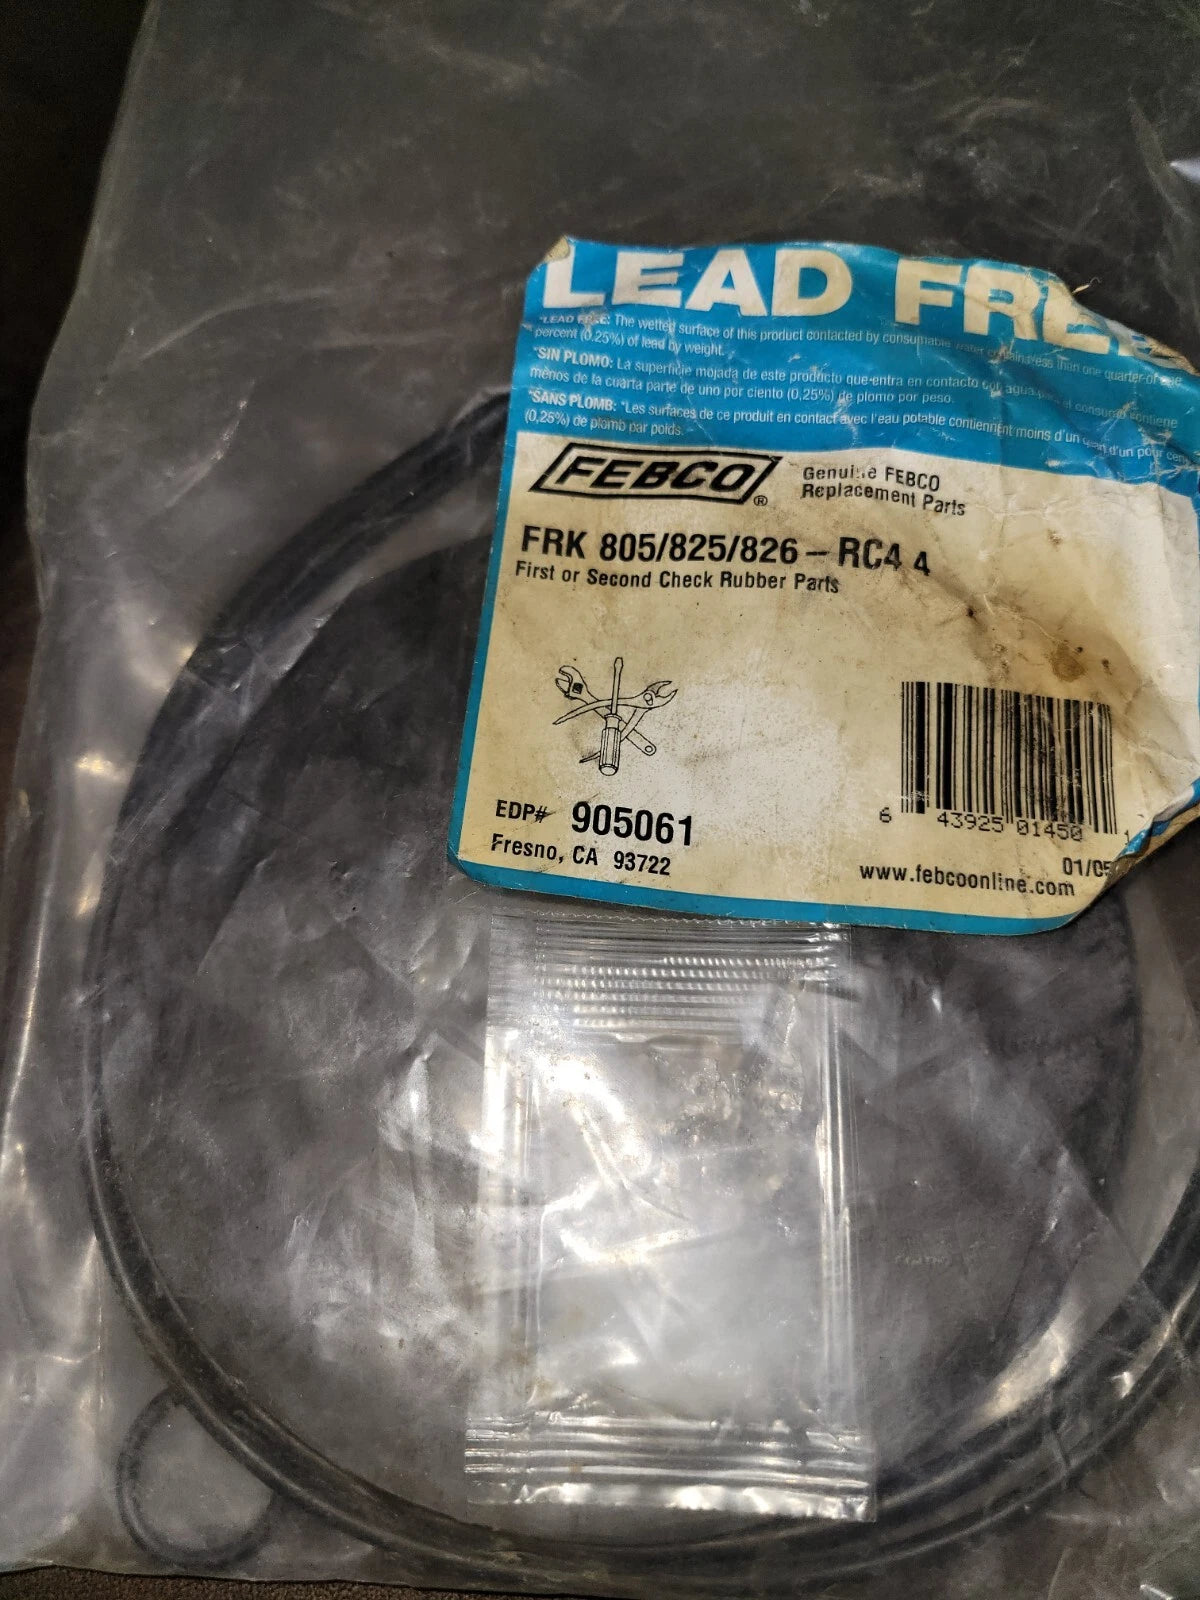 LEAD FREE
*LEAD FREE: The wetted surface of this product contacted by consumable water contains less than one quarter of one
percent (0.25%) of lead by weight.
*SIN PLOMO: La superficie mojada de este producto que entra en contacto con agua para el consumo contiene
menos de la cuarta parte de uno por ciento (0,25%) de plomo por peso.
*SANS PLOMB: *Les surfaces de ce produit en contact avec l'eau potable contiennent moins d'un quart d'un pour cent
(0,25%) de plomb par poids.
FEBCO®
Genuine FEBCO
Replacement Parts
FRK 805/825/826 – RC4 4
First or Second Check Rubber Parts
EDP# 905061
Fresno, CA 93722
6 43925 01450 1
01/05
www.febcoonline.com